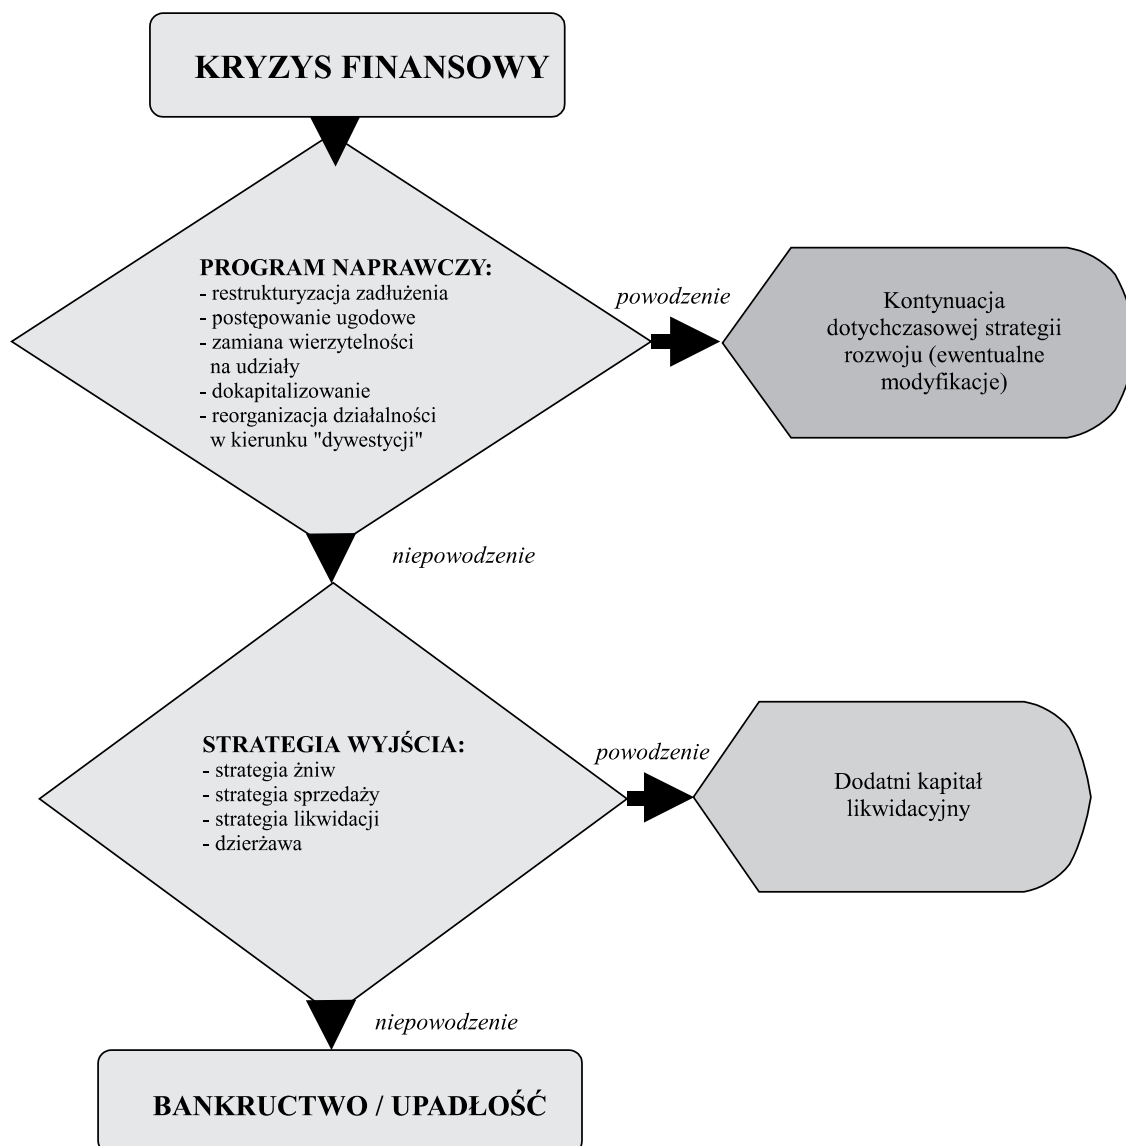 KRYZYS FINANSOWY
PROGRAM NAPRAWCZY:
- restrukturyzacja zadłużenia
- postępowanie ugodowe
- zamiana wierzytelności
na udziały
- dokapitalizowanie
- reorganizacja działalności
w kierunku "dywestycji"
powodzenie
Kontynuacja
dotychczasowej strategii
rozwoju (ewentualne
modyfikacje)
niepowodzenie
STRATEGIA WYJŚCIA:
- strategia żniw
- strategia sprzedaży
- strategia likwidacji
- dzierżawa
powodzenie
Dodatni kapitał
likwidacyjny
niepowodzenie
BANKRUCTWO / UPADŁOŚĆ